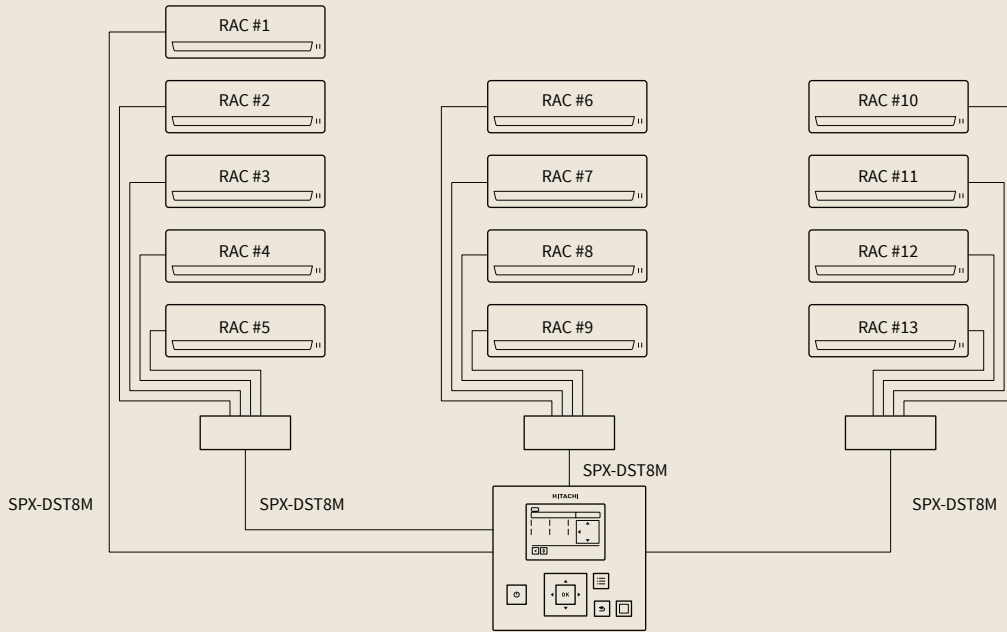 RAC #1
RAC #2
RAC #6
RAC #10
RAC #3
RAC #7
RAC #11
RAC #4
RAC #8
RAC #12
RAC #5
RAC #9
RAC #13
SPX-DST8M
SPX-DST8M
SPX-DST8M
SPX-DST8M
HITACHI
OK